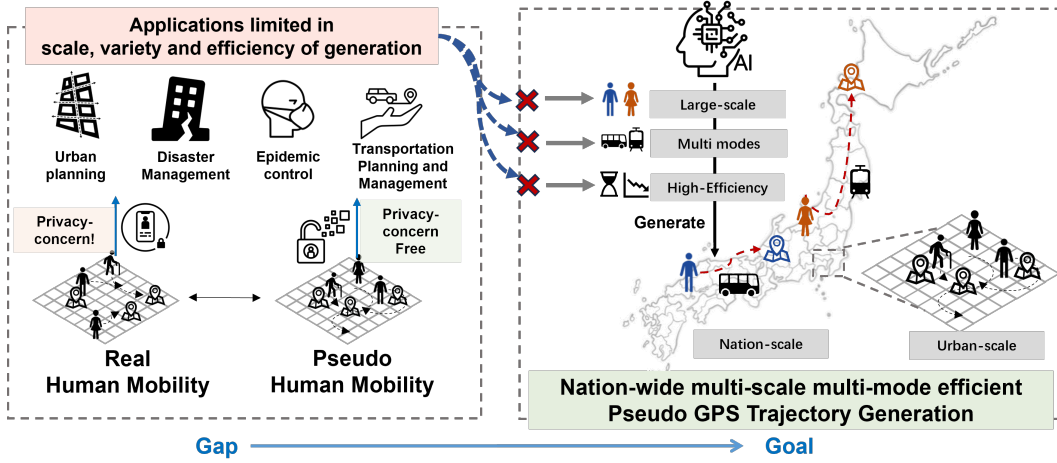 Applications limited in
scale, variety and efficiency of generation
Urban
planning
Disaster
Management
Epidemic
control
Transportation
Planning and
Management
Privacy-
concern!
Privacy-
concern
Free
Real
Human Mobility
Pseudo
Human Mobility
AI
Large-scale
Multi modes
High-Efficiency
Generate
Nation-scale
Urban-scale
Nation-wide multi-scale multi-mode efficient
Pseudo GPS Trajectory Generation
Gap
Goal